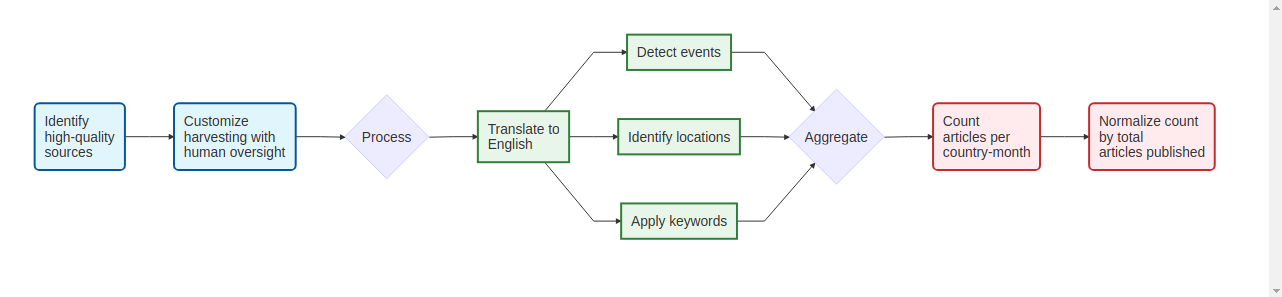 Identify
high-quality
sources
Customize
harvesting with
human oversight
Process
Translate to
English
Detect events
Identify locations
Apply keywords
Aggregate
Count
articles per
country-month
Normalize count
by total
articles published